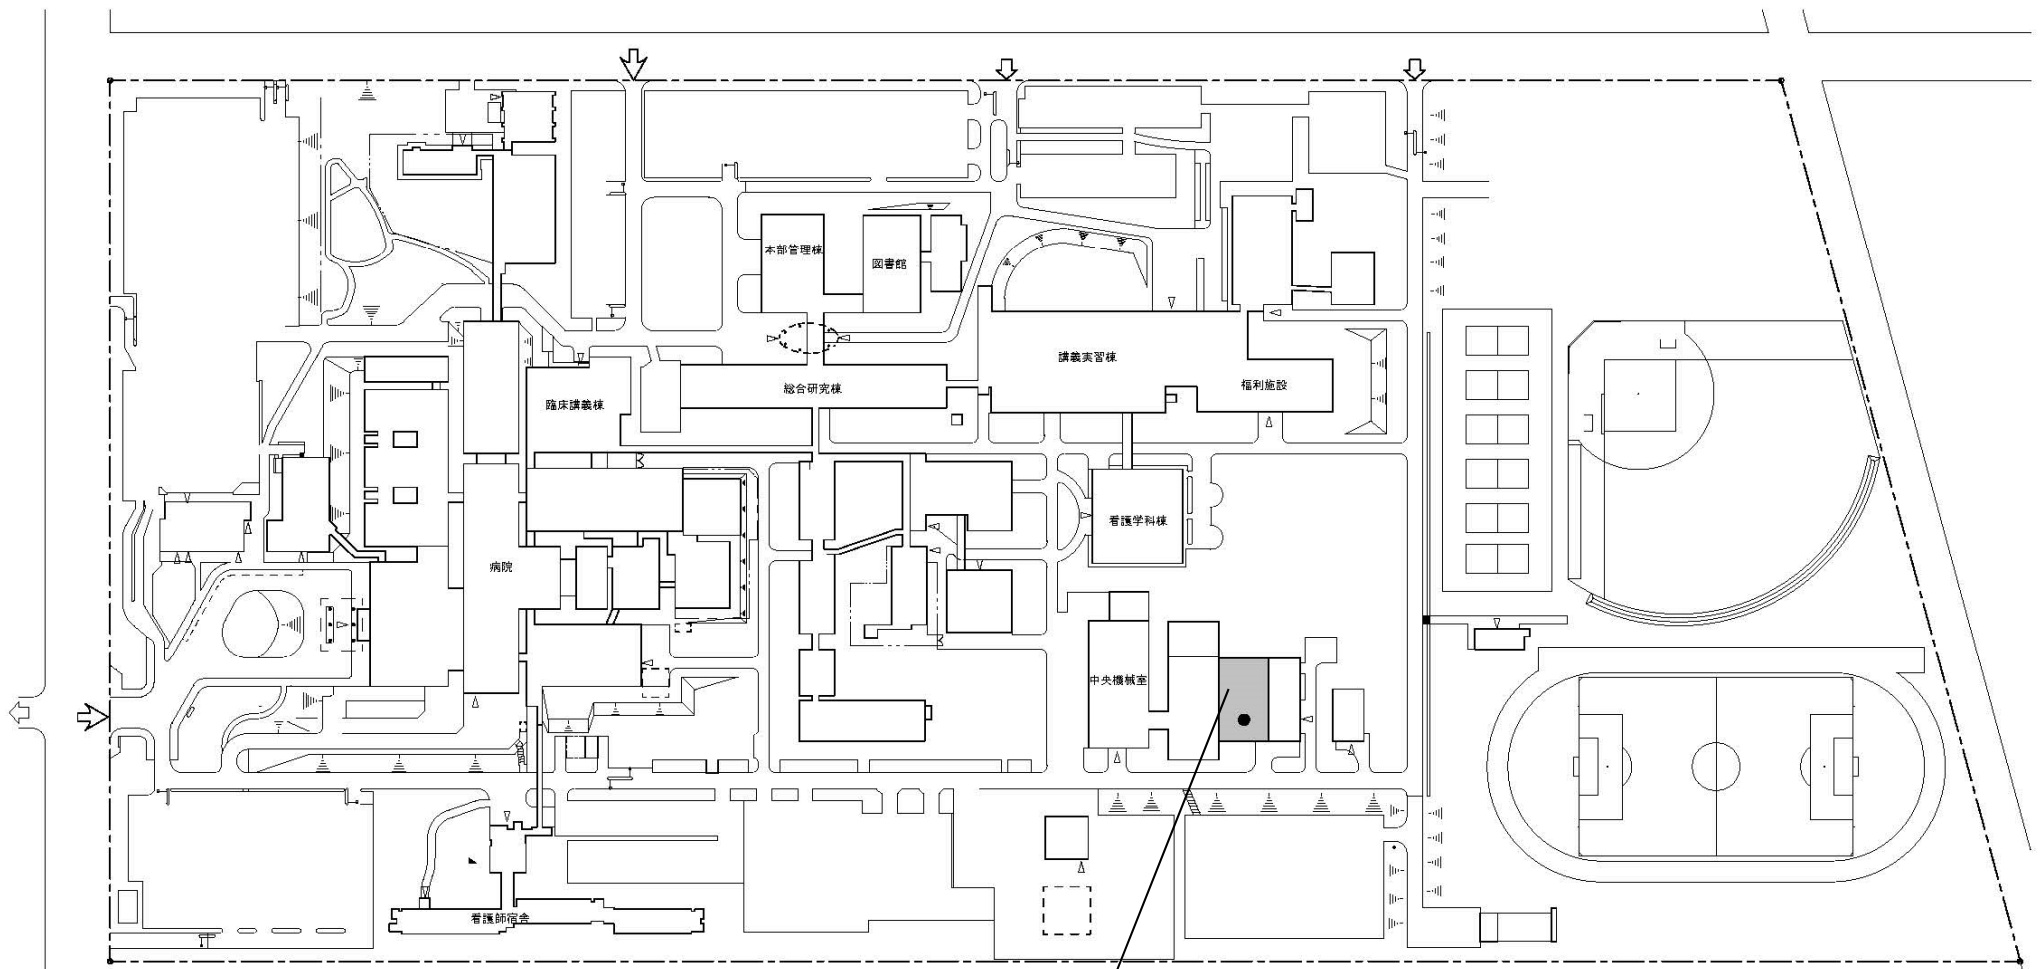 本部管理棟
図書館
講義実習棟
総合研究棟
福利施設
臨床講義棟
看護学科棟
病院
中央機械室
看護師宿舎